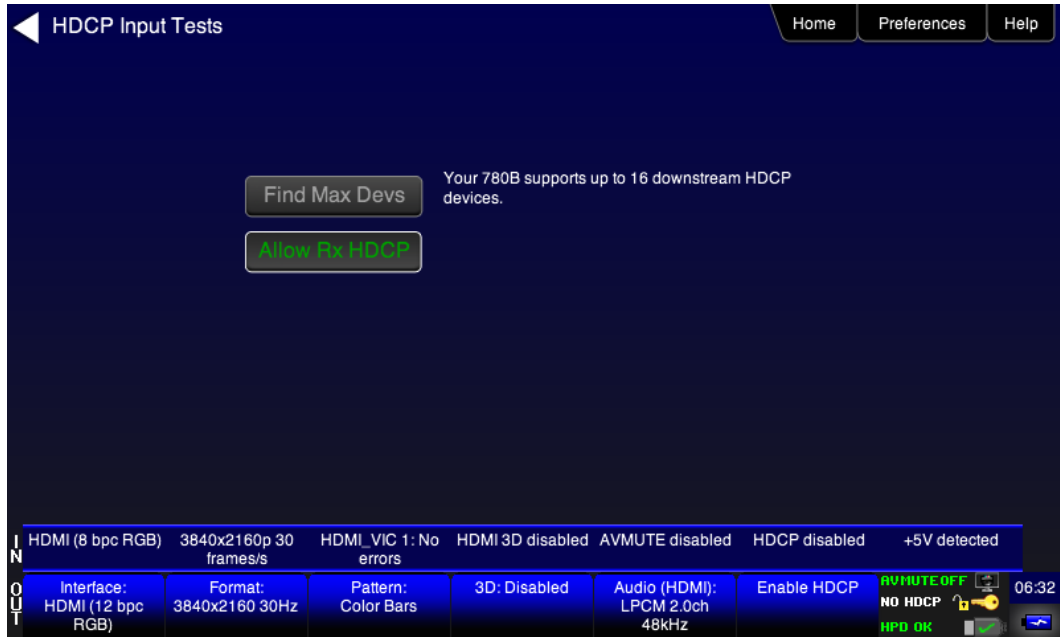 HDCP Input Tests
Home
Preferences
Help
Find Max Devs
Your 780B supports up to 16 downstream HDCP
devices.
Allow Rx HDCP
IN
HDMI (8 bpc RGB)
3840x2160p 30
frames/s
HDMI_VIC 1: No
errors
HDMI 3D disabled
AVMUTE disabled
HDCP disabled
+5V detected
OUT
Interface:
HDMI (12 bpc
RGB)
Format:
3840x2160 30Hz
Pattern:
Color Bars
3D: Disabled
Audio (HDMI):
LPCM 2.0ch
48kHz
Enable HDCP
AVMUTEOFF
NO HDCP
HPD OK
06:32